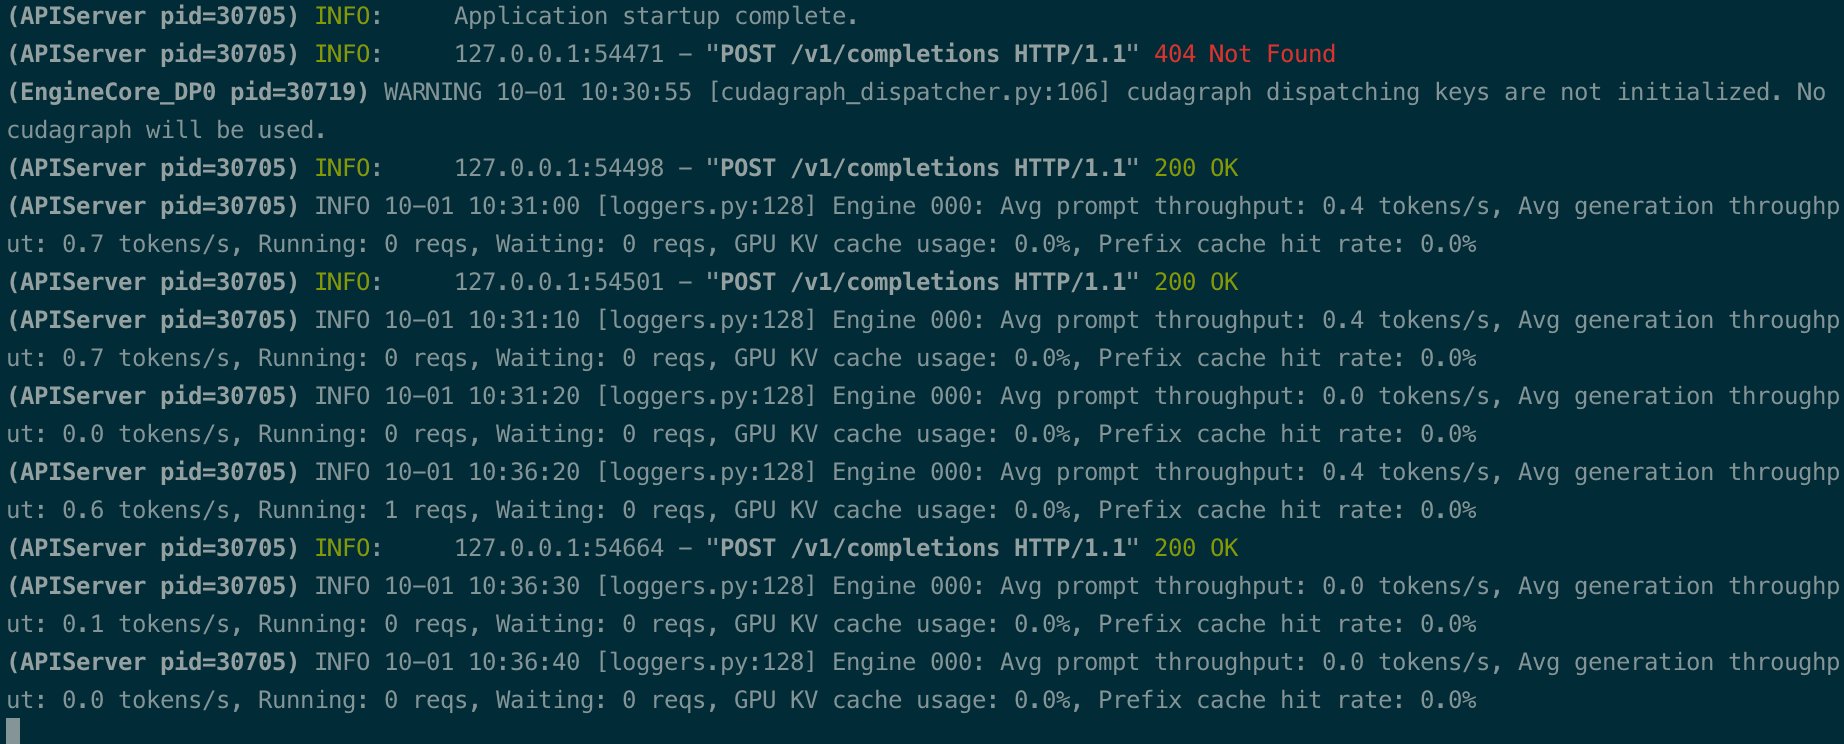 (APIServer pid=30705) INFO:     Application startup complete.
(APIServer pid=30705) INFO:     127.0.0.1:54471 – "POST /v1/completions HTTP/1.1" 404 Not Found
(EngineCore_DP0 pid=30719) WARNING 10–01 10:30:55 [cudagraph_dispatcher.py:106] cudagraph dispatching keys are not initialized. No
cudagraph will be used.
(APIServer pid=30705) INFO:     127.0.0.1:54498 – "POST /v1/completions HTTP/1.1" 200 OK
(APIServer pid=30705) INFO 10–01 10:31:00 [loggers.py:128] Engine 000: Avg prompt throughput: 0.4 tokens/s, Avg generation throughp
ut: 0.7 tokens/s, Running: 0 reqs, Waiting: 0 reqs, GPU KV cache usage: 0.0%, Prefix cache hit rate: 0.0%
(APIServer pid=30705) INFO:     127.0.0.1:54501 – "POST /v1/completions HTTP/1.1" 200 OK
(APIServer pid=30705) INFO 10–01 10:31:10 [loggers.py:128] Engine 000: Avg prompt throughput: 0.4 tokens/s, Avg generation throughp
ut: 0.7 tokens/s, Running: 0 reqs, Waiting: 0 reqs, GPU KV cache usage: 0.0%, Prefix cache hit rate: 0.0%
(APIServer pid=30705) INFO 10–01 10:31:20 [loggers.py:128] Engine 000: Avg prompt throughput: 0.0 tokens/s, Avg generation throughp
ut: 0.0 tokens/s, Running: 0 reqs, Waiting: 0 reqs, GPU KV cache usage: 0.0%, Prefix cache hit rate: 0.0%
(APIServer pid=30705) INFO 10–01 10:36:20 [loggers.py:128] Engine 000: Avg prompt throughput: 0.4 tokens/s, Avg generation throughp
ut: 0.6 tokens/s, Running: 1 reqs, Waiting: 0 reqs, GPU KV cache usage: 0.0%, Prefix cache hit rate: 0.0%
(APIServer pid=30705) INFO:     127.0.0.1:54664 – "POST /v1/completions HTTP/1.1" 200 OK
(APIServer pid=30705) INFO 10–01 10:36:30 [loggers.py:128] Engine 000: Avg prompt throughput: 0.0 tokens/s, Avg generation throughp
ut: 0.1 tokens/s, Running: 0 reqs, Waiting: 0 reqs, GPU KV cache usage: 0.0%, Prefix cache hit rate: 0.0%
(APIServer pid=30705) INFO 10–01 10:36:40 [loggers.py:128] Engine 000: Avg prompt throughput: 0.0 tokens/s, Avg generation throughp
ut: 0.0 tokens/s, Running: 0 reqs, Waiting: 0 reqs, GPU KV cache usage: 0.0%, Prefix cache hit rate: 0.0%